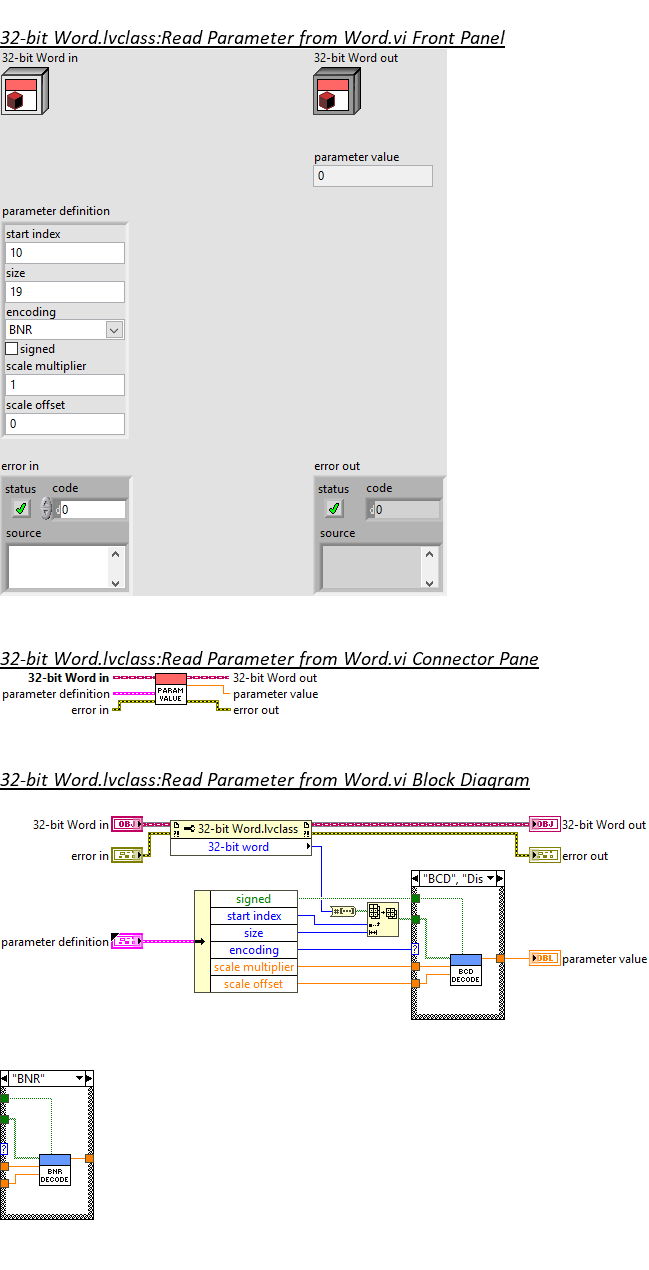 32-bit Word.lvclass:Read Parameter from Word.vi Front Panel
32-bit Word in
32-bit Word out
parameter value
0
parameter definition
start index
10
size
19
encoding
BNR
signed
scale multiplier
1
scale offset
0
error in
error out
status code
d0
source
status code
d0
source
32-bit Word.lvclass:Read Parameter from Word.vi Connector Pane
32-bit Word in
32-bit Word out
parameter definition
PARAM
VALUE
parameter value
error in
error out
32-bit Word.lvclass:Read Parameter from Word.vi Block Diagram
32-bit Word in
OBJ
32-bit Word.lvclass
OBJ
32-bit Word out
error in
32-bit word
error out
"BCD", "Dis
signed
start index
size
encoding
scale multiplier
scale offset
parameter definition
#[...]
?
BCD
DECODE
DBL
parameter value
"BNR"
?
BNR
DECODE